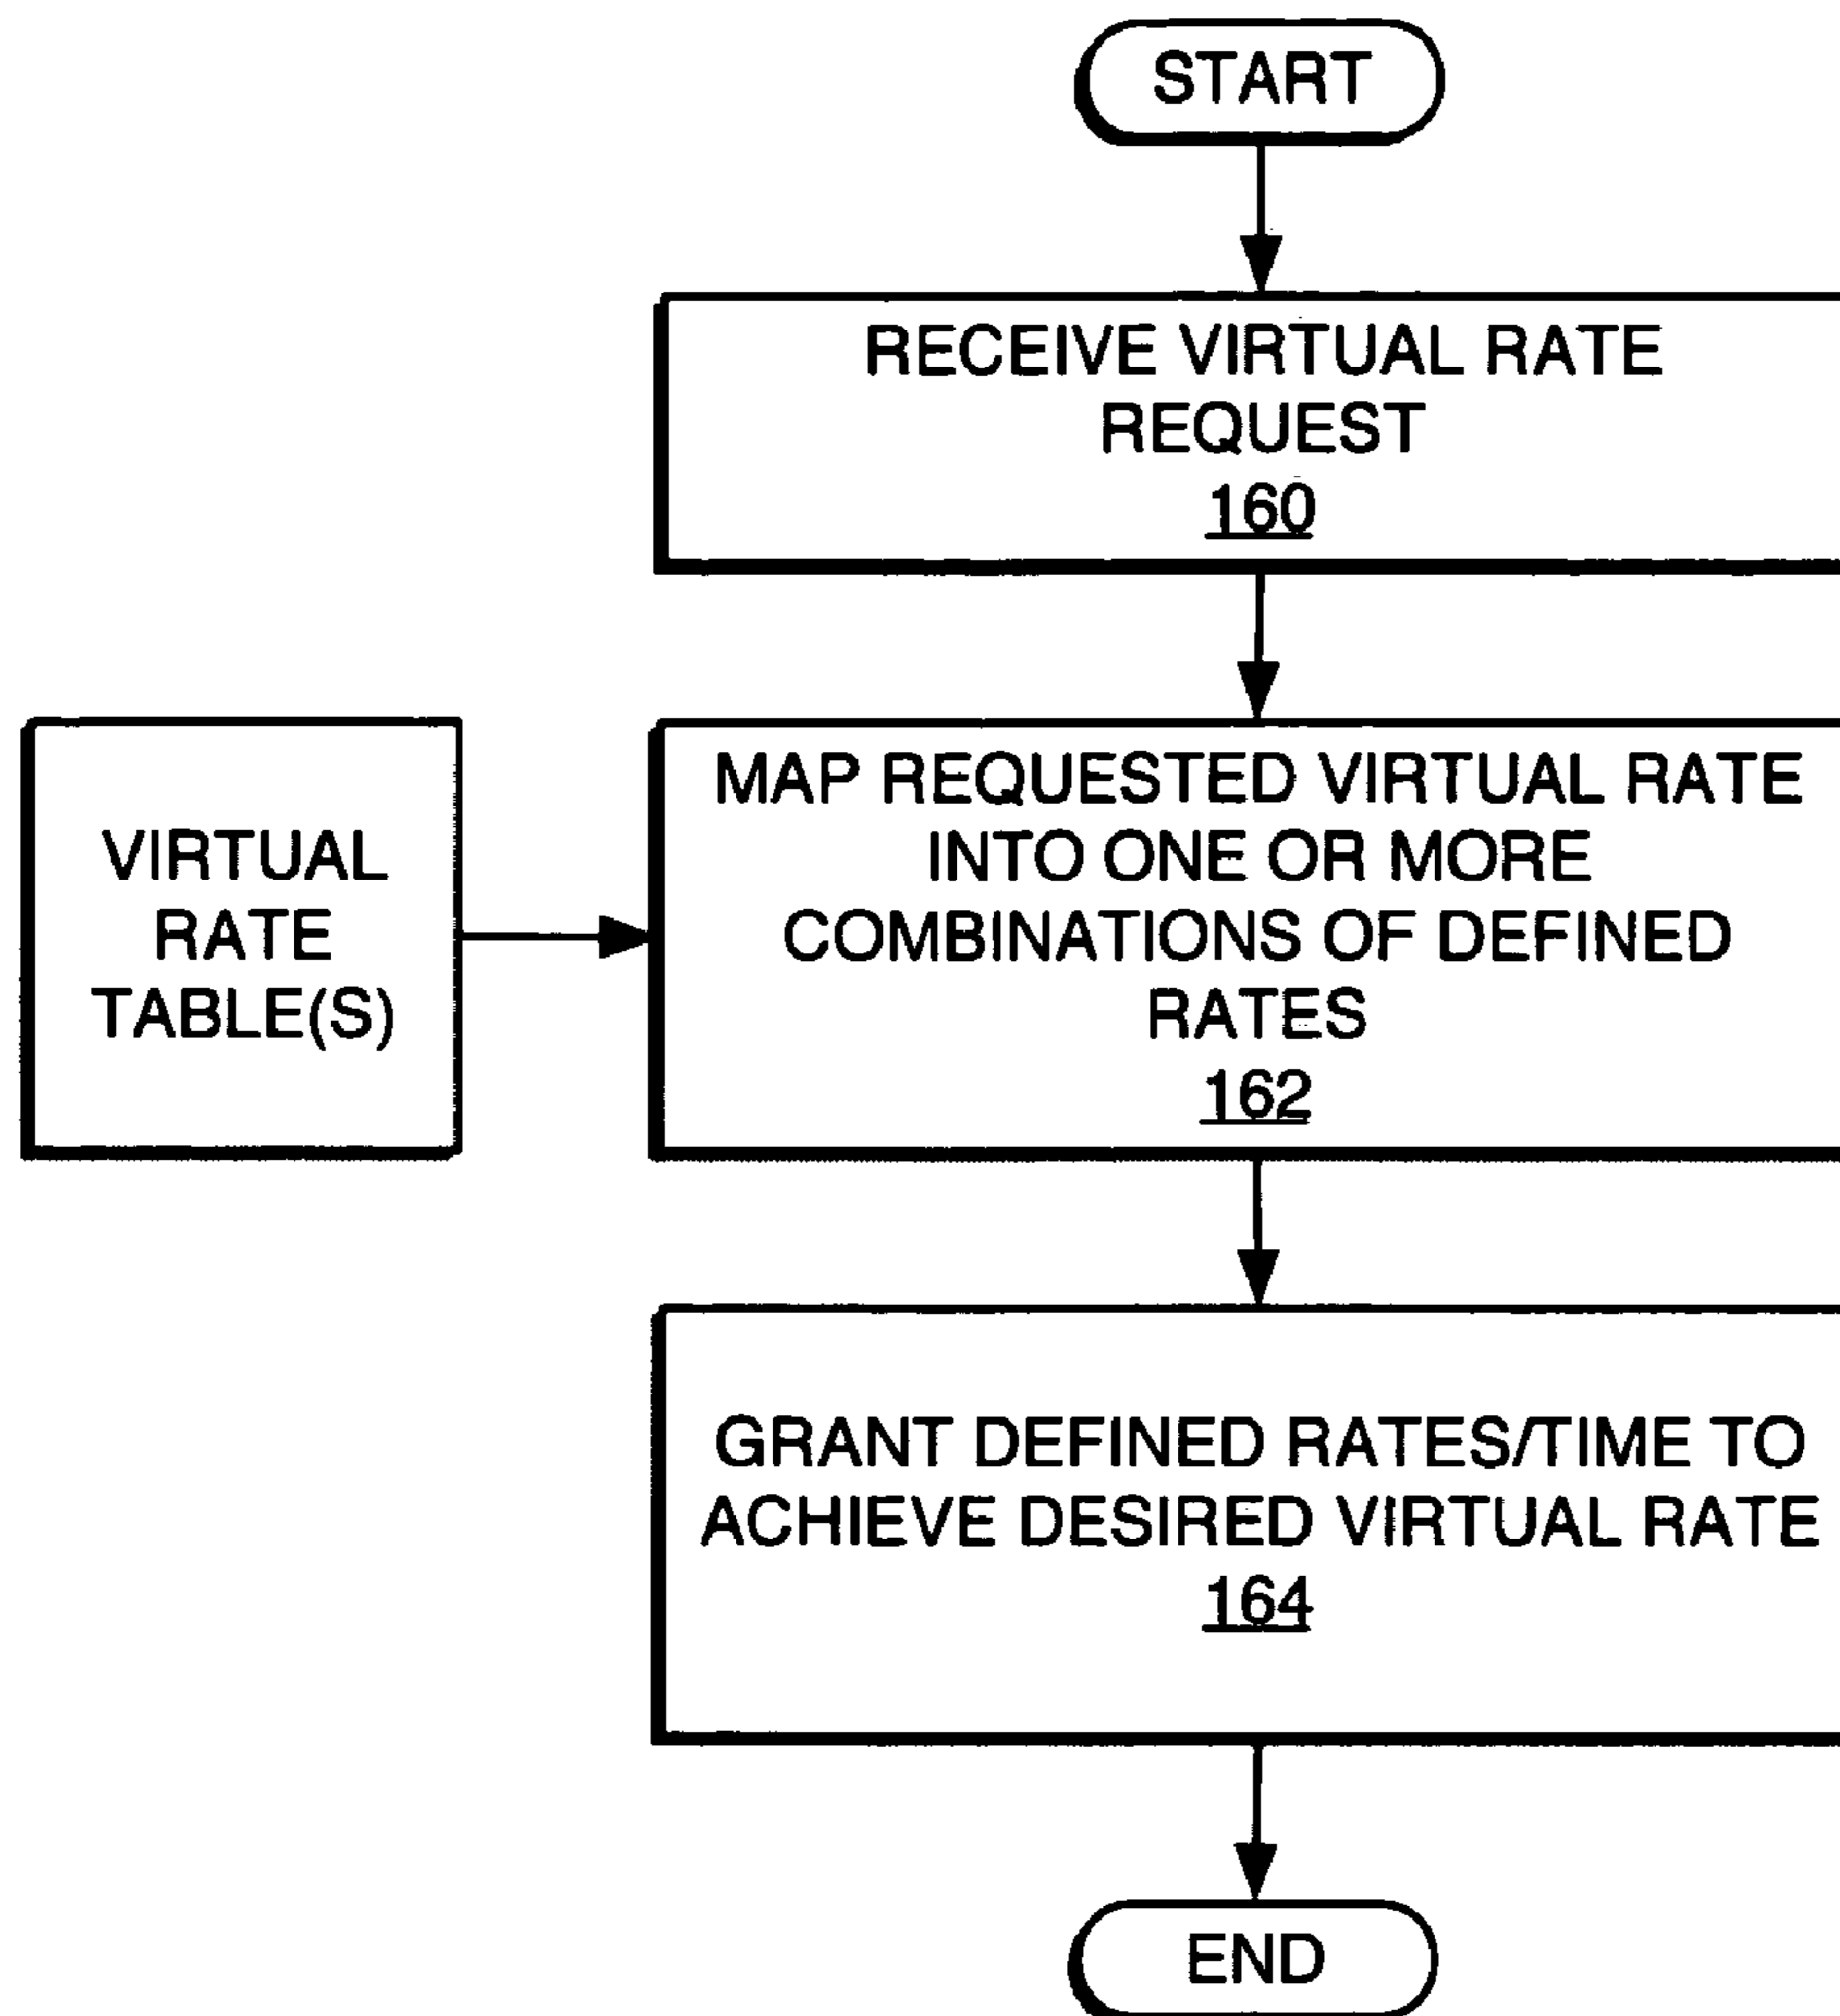 START
RECEIVE VIRTUAL RATE
REQUEST
160
VIRTUAL
RATE
TABLE(S)
MAP REQUESTED VIRTUAL RATE
INTO ONE OR MORE
COMBINATIONS OF DEFINED
RATES
162
GRANT DEFINED RATES/TIME TO
ACHIEVE DESIRED VIRTUAL RATE
164
END